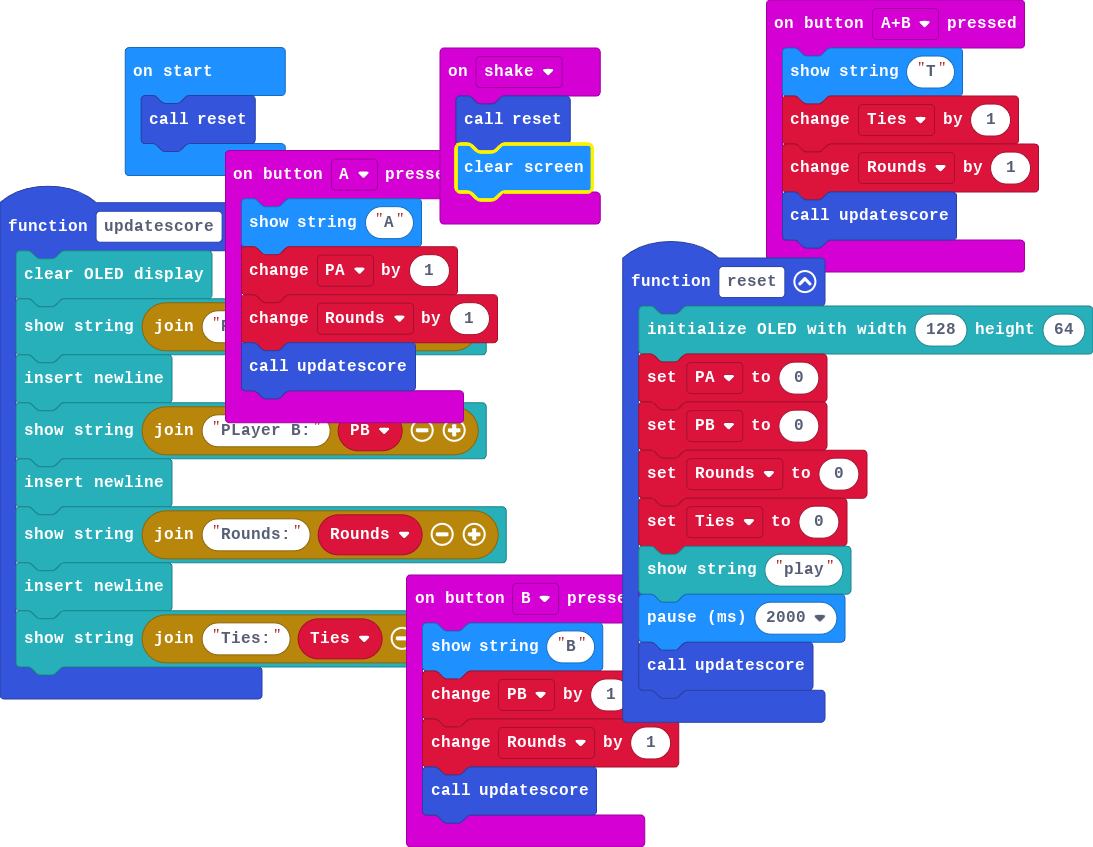 on start
call reset
on shake
call reset
clear screen
on button A+B pressed
show string "T"
change Ties by 1
change Rounds by 1
call updatescore
on button A
show string "A"
change PA by 1
change Rounds by 1
call updatescore
function updatescore
clear OLED display
show string join
insert newline
show string join "PLayer B:" PB
insert newline
show string join "Rounds:" Rounds
insert newline
show string join "Ties:" Ties
on button B
show string "B"
change PB by 1
change Rounds by 1
call updatescore
function reset
initialize OLED with width 128 height 64
set PA to 0
set PB to 0
set Rounds to 0
set Ties to 0
show string "play"
pause (ms) 2000
call updatescore